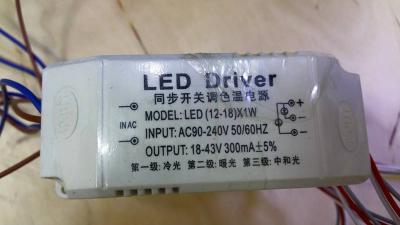 LED Driver
同步开关调色温电源
MODEL: LED (12-18)X1W
IN AC
INPUT: AC90-240V 50/60HZ
OUTPUT: 18-43V 300mA±5%
第一级: 冷光 第二级: 暖光 第三级: 中和光